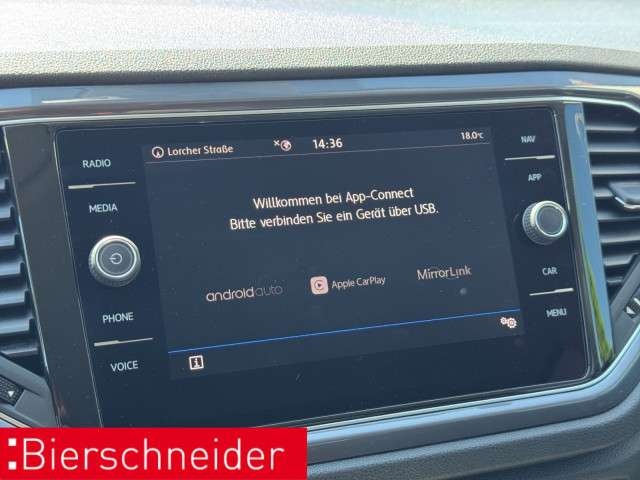 RADIO
MEDIA
PHONE
VOICE
Lorcher Straße 14:36 18.0°C
Willkommen bei App-Connect
Bitte verbinden Sie ein Gerät über USB.
androidauto Apple CarPlay MirrorLink
NAV
APP
CAR
MENU
Bierschneider